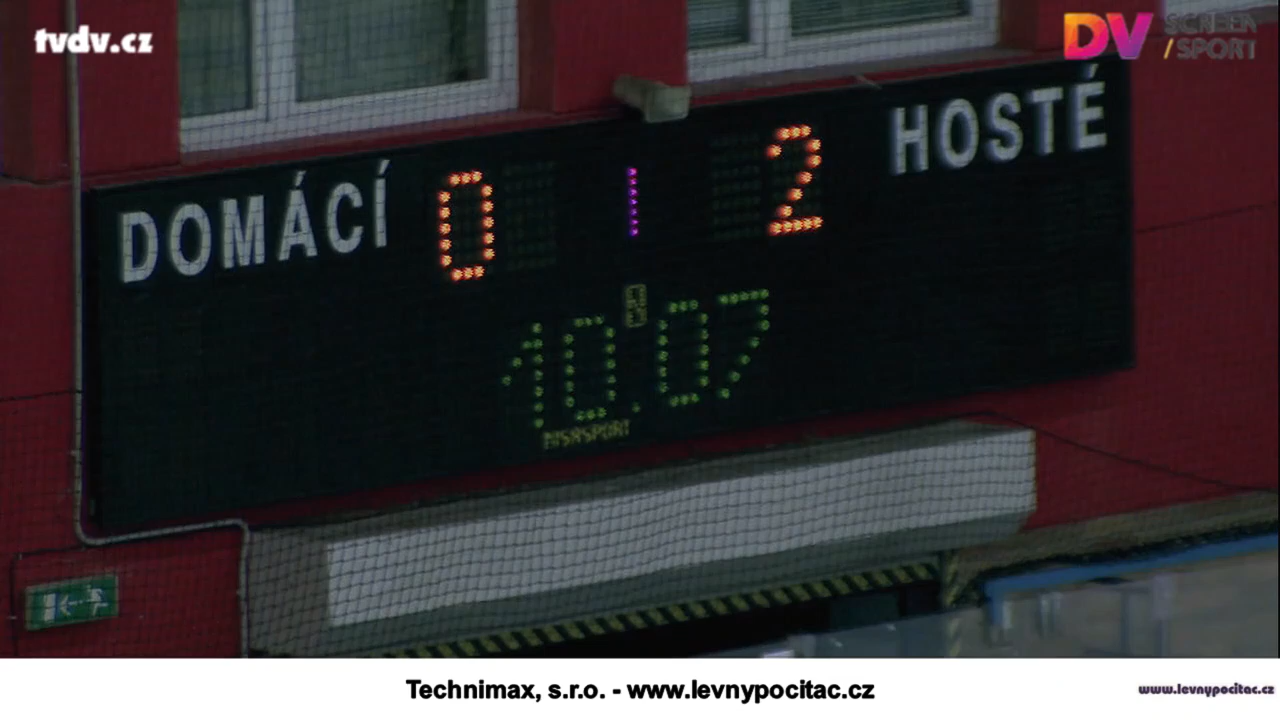 tvdv.cz
DV SCREEN
/ SPORT
DOMÁCÍ 0 1 2 HOSTÉ
10.07
Technimax, s.r.o. - www.levnypocitac.cz
www.levnypocitac.cz